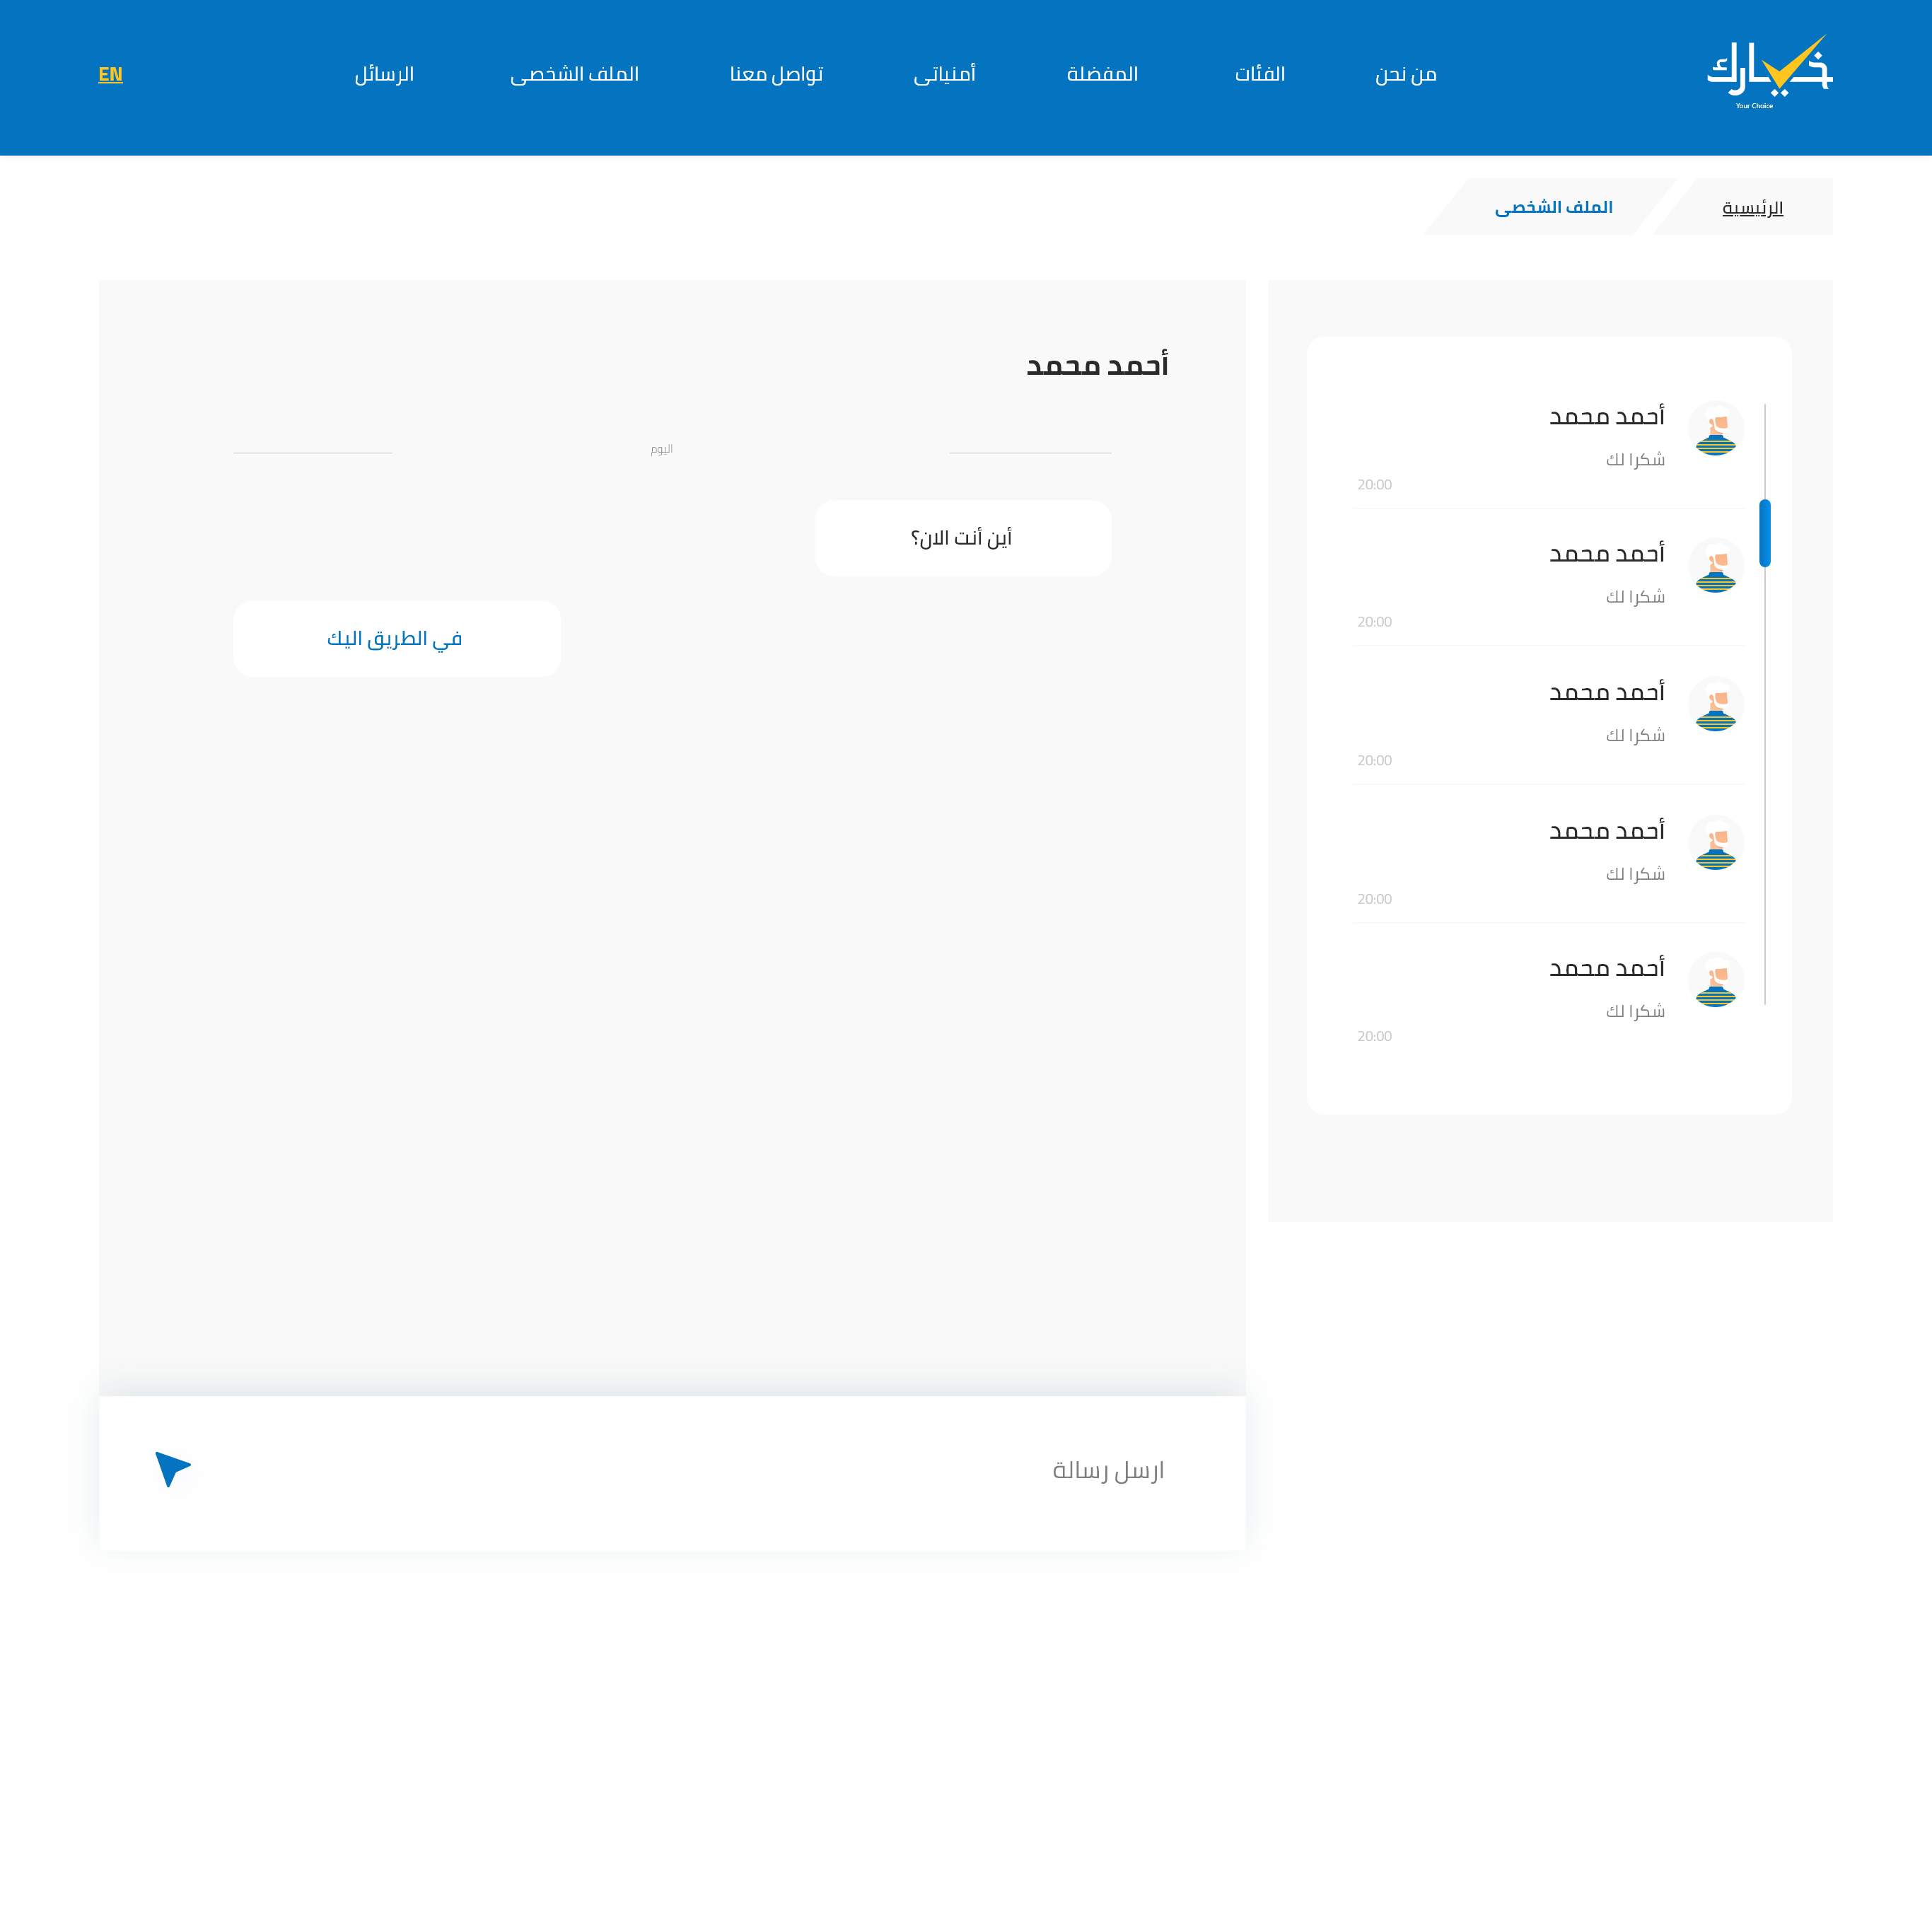 خيارك
Your Choice
من نحن
الفئات
المفضلة
أمنياتى
تواصل معنا
الملف الشخصى
الرسائل
EN
الرئيسية
الملف الشخصى
أحمد محمد
شكرا لك
20:00
أحمد محمد
شكرا لك
20:00
أحمد محمد
شكرا لك
20:00
أحمد محمد
شكرا لك
20:00
أحمد محمد
شكرا لك
20:00
أحمد محمد
اليوم
أين أنت الان؟
في الطريق اليك
ارسل رسالة